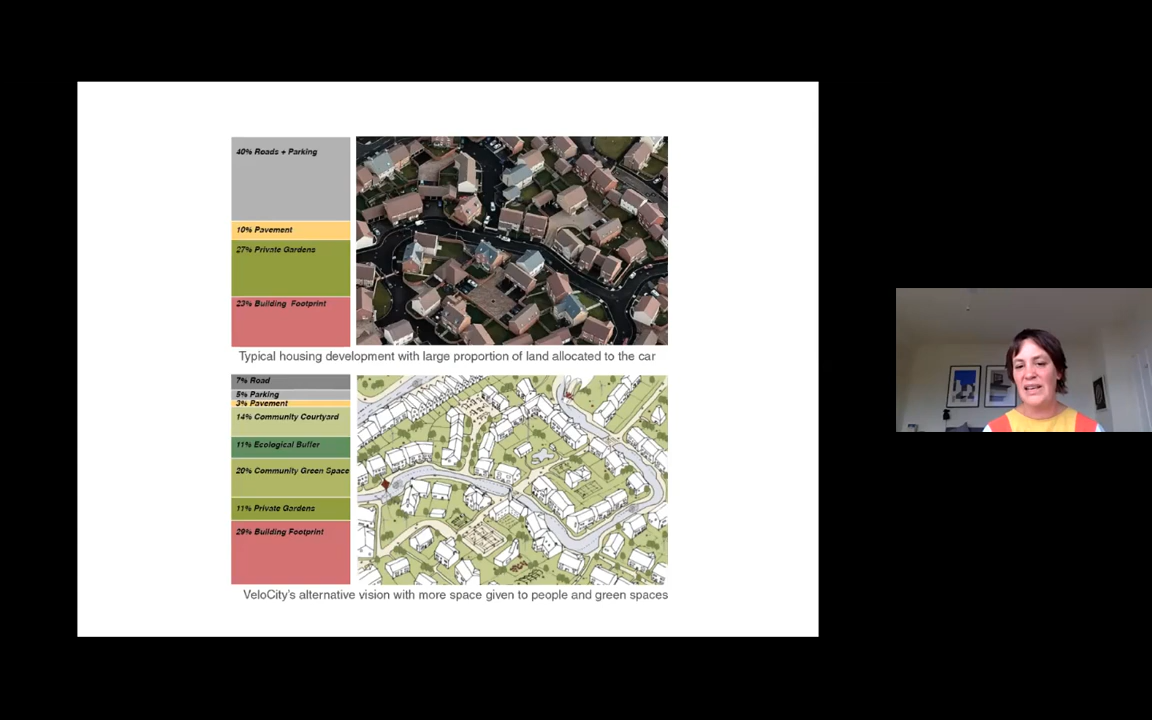 40% Roads + Parking
10% Pavement
27% Private Gardens
23% Building Footprint
Typical housing development with large proportion of land allocated to the car
7% Road
5% Parking
3% Pavement
14% Community Courtyard
11% Ecological Buffer
20% Community Green Space
11% Private Gardens
29% Building Footprint
VeloCity's alternative vision with more space given to people and green spaces